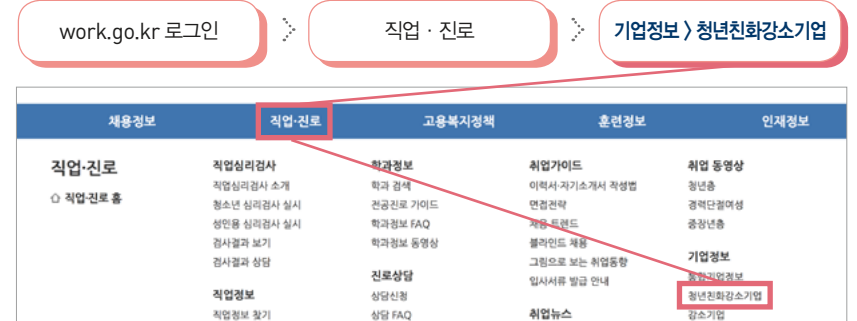 work.go.kr 로그인
직업 · 진로
기업정보 > 청년친화강소기업
채용정보 직업·진로 고용복지정책 훈련정보 인재정보
직업·진로
직업·진로 홈
직업심리검사
직업심리검사 소개
청소년 심리검사 실시
성인용 심리검사 실시
검사결과 보기
검사결과 상담
직업정보
직업정보 찾기
학과정보
학과 검색
전공진로 가이드
학과정보 FAQ
학과정보 동영상
진로상담
상담신청
상담 FAQ
취업가이드
이력서·자기소개서 작성법
면접전략
채용 트렌드
블라인드 채용
그림으로 보는 취업동향
입사서류 발급 안내
취업뉴스
취업 동영상
청년층
경력단절여성
중장년층
기업정보
통합기업정보
청년친화강소기업
강소기업